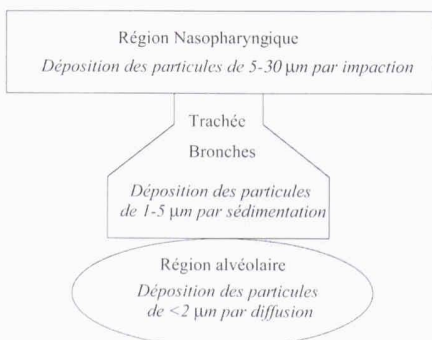 Région Nasopharyngique
Déposition des particules de 5-30 µm par impaction
Trachée
Bronches
Déposition des particules
de 1-5 µm par sédimentation
Région alvéolaire
Déposition des particules
de <2 µm par diffusion